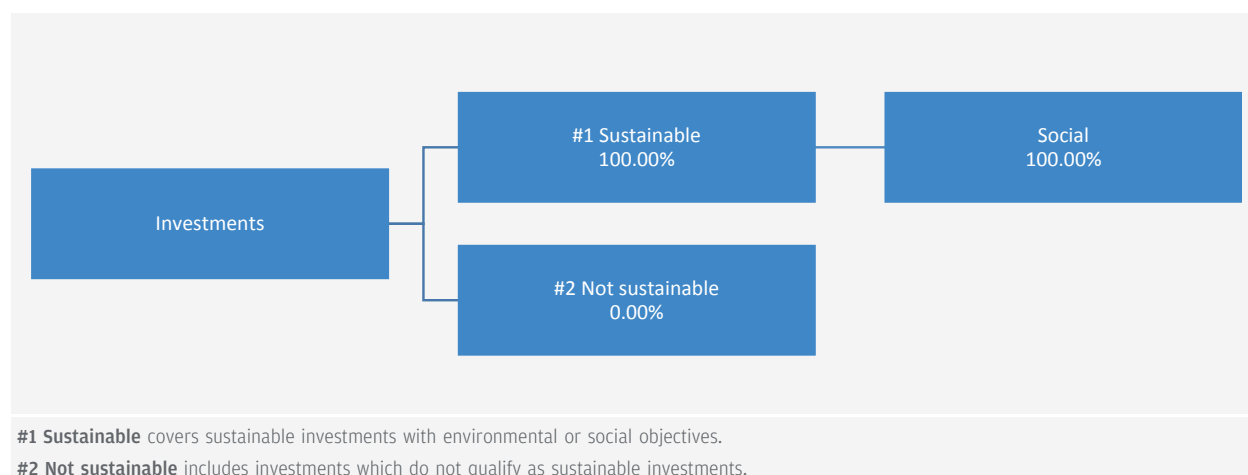 #1 Sustainable
100.00%
Social
100.00%
Investments
#2 Not sustainable
0.00%
#1 Sustainable covers sustainable investments with environmental or social objectives.
#2 Not sustainable includes investments which do not qualify as sustainable investments.